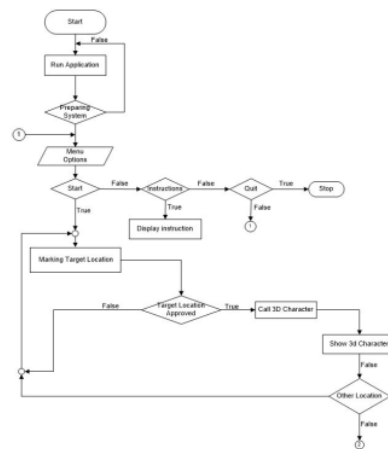 Start
False
Run Application
Preparing
System
1
Menu
Options
Start
False
Instructions
False
Quit
True
Stop
True
True
False
Display instruction
1
Marking Target Location
False
Target Location
Approved
True
Call 3D Character
Show 3d Character
False
Other Location
False
2